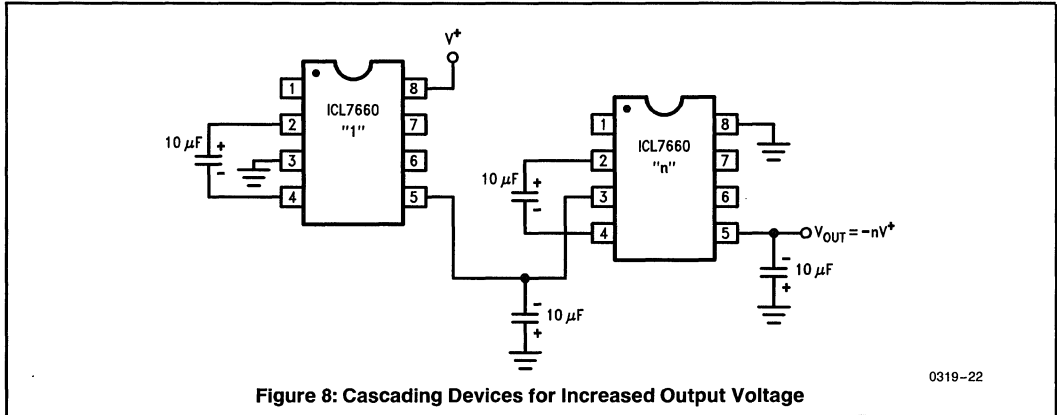 V+
1
2
3
4
ICL7660
"1"
8
7
6
5
10 μF
+
-
1
2
3
4
ICL7660
"n"
8
7
6
5
10 μF
+
-
-
10 μF
+
VOUT = -nV+
-
10 μF
+
0319-22
Figure 8: Cascading Devices for Increased Output Voltage